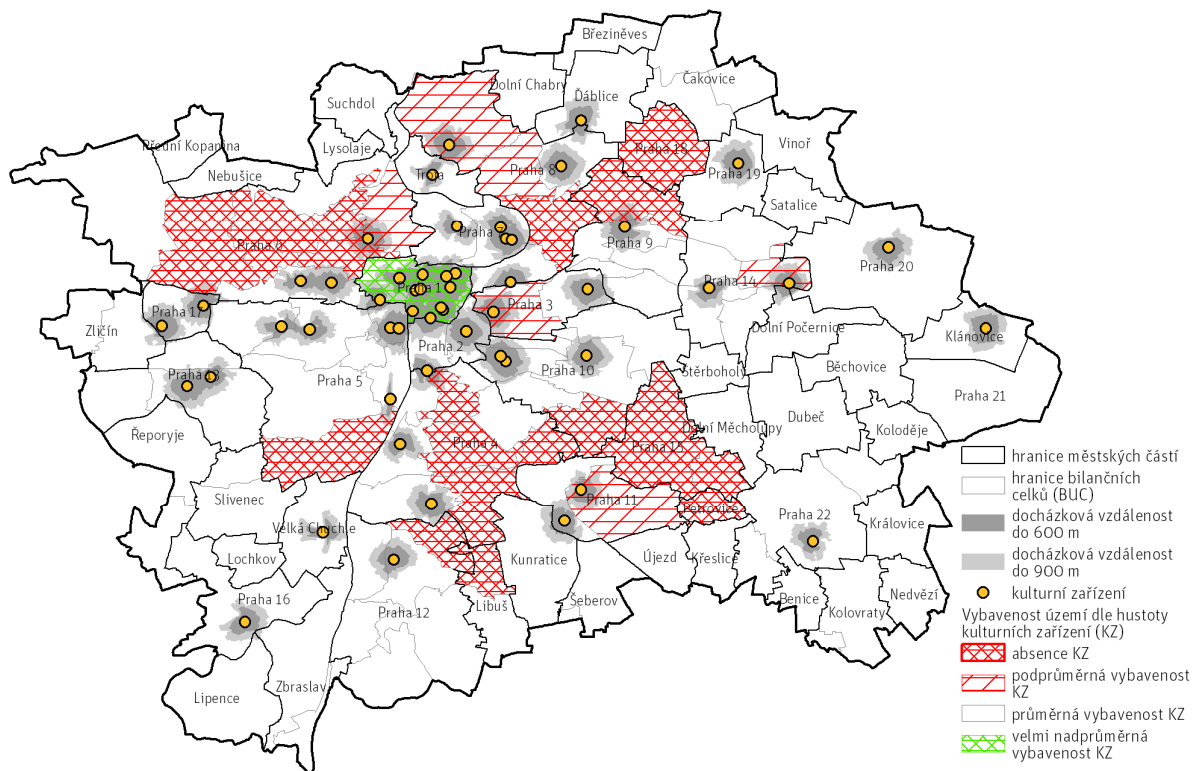 Březiněves
Dolní Chabry
Čakovice
Ďáblice
Suchdol
Přední Kopanina
Lysolaje
Praha 18
Vinoř
Nebušice
Troja
Praha 8
Praha 19
Satalice
Praha 6
Praha 7
Praha 9
Praha 20
Praha 1
Praha 14
Praha 17
Praha 3
Zličín
Dolní Počernice
Klánovice
Praha 2
Praha 13
Praha 5
Praha 10
Štěrboholy
Běchovice
Praha 21
Řeporyje
Praha 4
Dolní Měcholupy
Dubeč
Koloděje
Praha 15
Slivenec
Praha 11
Petrovice
Praha 22
Královice
Velká Chuchle
Lochkov
Kunratice
Újezd
Křeslice
Praha 16
Praha 12
Libuš
Šeberov
Benice
Kolovraty
Nedvězí
Lipence
Zbraslav
hranice městských částí
hranice bilančních
celků (BUC)
docházková vzdálenost
do 600 m
docházková vzdálenost
do 900 m
kulturní zařízení
Vybavenost území dle hustoty
kulturních zařízení (KZ)
absence KZ
podprůměrná vybavenost
KZ
průměrná vybavenost KZ
velmi nadprůměrná
vybavenost KZ